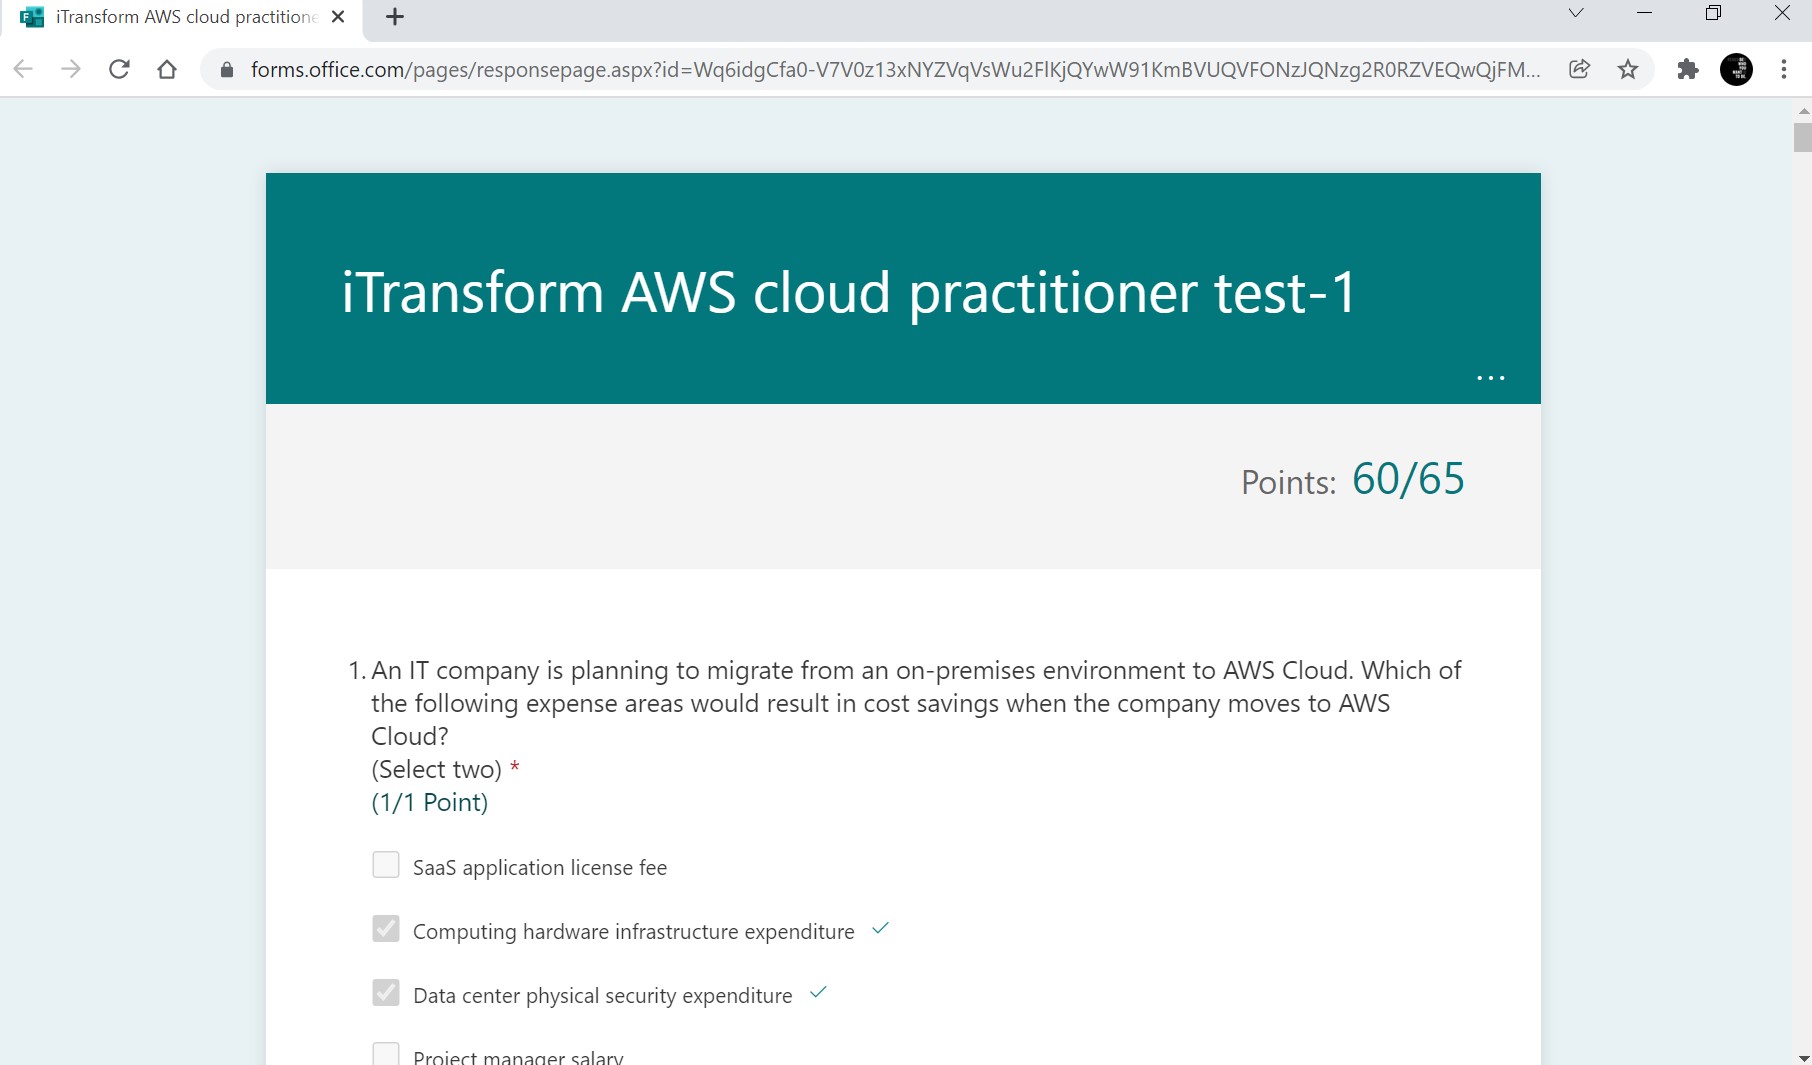 iTransform AWS cloud practitione
forms.office.com/pages/responsepage.aspx?id=Wq6idgCfa0-V7V0z13xNYZVqVsWu2FlKjQYwW91KmBVUQVFONzJQNzg2R0RZVEQwQjFM...
iTransform AWS cloud practitioner test-1
...
Points: 60/65
1. An IT company is planning to migrate from an on-premises environment to AWS Cloud. Which of
the following expense areas would result in cost savings when the company moves to AWS
Cloud?
(Select two) *
(1/1 Point)
SaaS application license fee
Computing hardware infrastructure expenditure
Data center physical security expenditure
Project manager salary